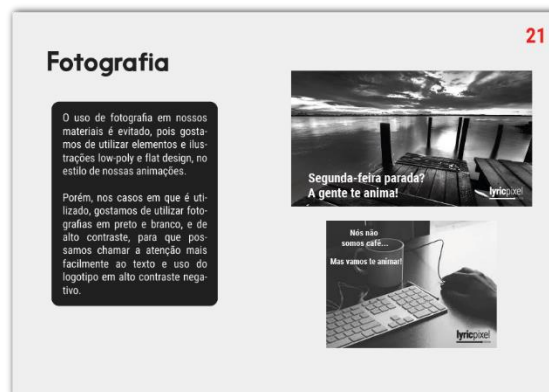 21
Fotografia
O uso de fotografia em nossos
materiais é evitado, pois gosta-
mos de utilizar elementos e ilus-
trações low-poly e flat design, no
estilo de nossas animações.
Porém, nos casos em que é uti-
lizado, gostamos de utilizar foto-
grafias em preto e branco, e de
alto contraste, para que pos-
samos chamar a atenção mais
facilmente ao texto e uso do
logotipo em alto contraste nega-
tivo.
Segunda-feira parada?
A gente te anima!
lyricpixel
Nós não
somos café...
Mas vamos te animar!
lyricpixel